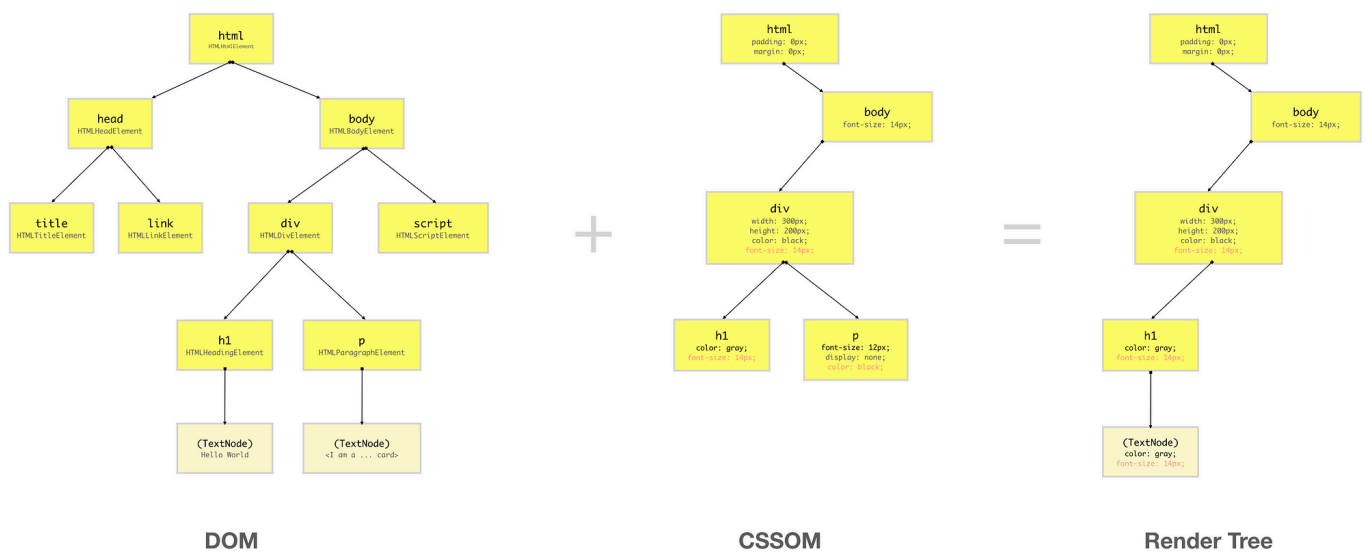 html
HTMLHtmlElement
head
HTMLHeadElement
body
HTMLBodyElement
title
HTMLTitleElement
link
HTMLLinkElement
div
HTMLDivElement
script
HTMLScriptElement
h1
HTMLHeadingElement
p
HTMLParagraphElement
(TextNode)
Hello World
(TextNode)
<I am a ... card>
DOM
+
html
padding: 0px;
margin: 0px;
body
font-size: 14px;
div
width: 300px;
height: 200px;
color: black;
font-size: 14px;
h1
color: gray;
font-size: 14px;
p
font-size: 12px;
display: none;
color: black;
CSSOM
=
html
padding: 0px;
margin: 0px;
body
font-size: 14px;
div
width: 300px;
height: 200px;
color: black;
font-size: 14px;
h1
color: gray;
font-size: 14px;
(TextNode)
color: gray;
font-size: 14px;
Render Tree